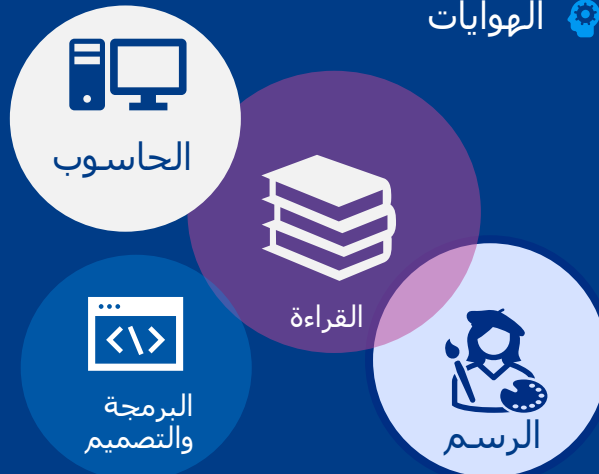 الهوايات
الحاسوب
القراءة
البرمجة
والتصميم
الرسم